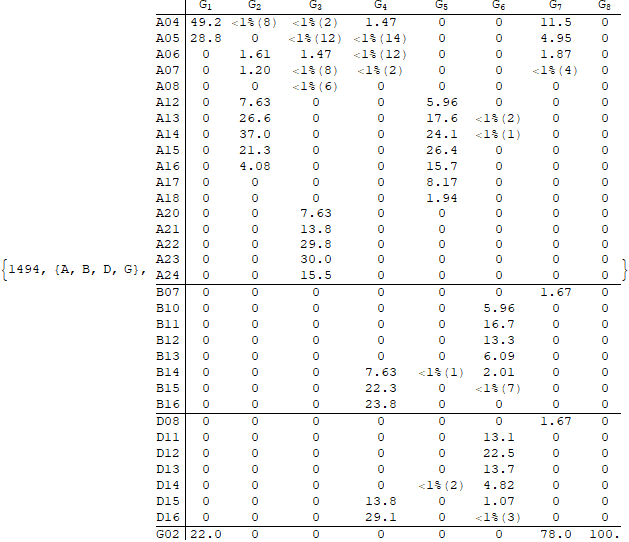 G₁ G₂ G₃ G₄ G₅ G₆ G₇ G₈
A04 49.2 <1%(8) <1%(2) 1.47 0 0 11.5 0
A05 28.8 0 <1%(12) <1%(14) 0 0 4.95 0
A06 0 1.61 1.47 <1%(12) 0 0 1.87 0
A07 0 1.20 <1%(8) <1%(2) 0 0 <1%(4) 0
A08 0 0 <1%(6) 0 0 0 0 0
A12 0 7.63 0 0 5.96 0 0 0
A13 0 26.6 0 0 17.6 <1%(2) 0 0
A14 0 37.0 0 0 24.1 <1%(1) 0 0
A15 0 21.3 0 0 26.4 0 0 0
A16 0 4.08 0 0 15.7 0 0 0
A17 0 0 0 0 8.17 0 0 0
A18 0 0 0 0 1.94 0 0 0
A20 0 0 7.63 0 0 0 0 0
A21 0 0 13.8 0 0 0 0 0
A22 0 0 29.8 0 0 0 0 0
A23 0 0 30.0 0 0 0 0 0
{1494, {A, B, D, G}, A24 0 0 15.5 0 0 0 0 0 }
B07 0 0 0 0 0 0 1.67 0
B10 0 0 0 0 0 5.96 0 0
B11 0 0 0 0 0 16.7 0 0
B12 0 0 0 0 0 13.3 0 0
B13 0 0 0 0 0 6.09 0 0
B14 0 0 0 7.63 <1%(1) 2.01 0 0
B15 0 0 0 22.3 0 <1%(7) 0 0
B16 0 0 0 23.8 0 0 0 0
D08 0 0 0 0 0 0 1.67 0
D11 0 0 0 0 0 13.1 0 0
D12 0 0 0 0 0 22.5 0 0
D13 0 0 0 0 0 13.7 0 0
D14 0 0 0 0 <1%(2) 4.82 0 0
D15 0 0 0 13.8 0 1.07 0 0
D16 0 0 0 29.1 0 <1%(3) 0 0
G02 22.0 0 0 0 0 0 78.0 100.